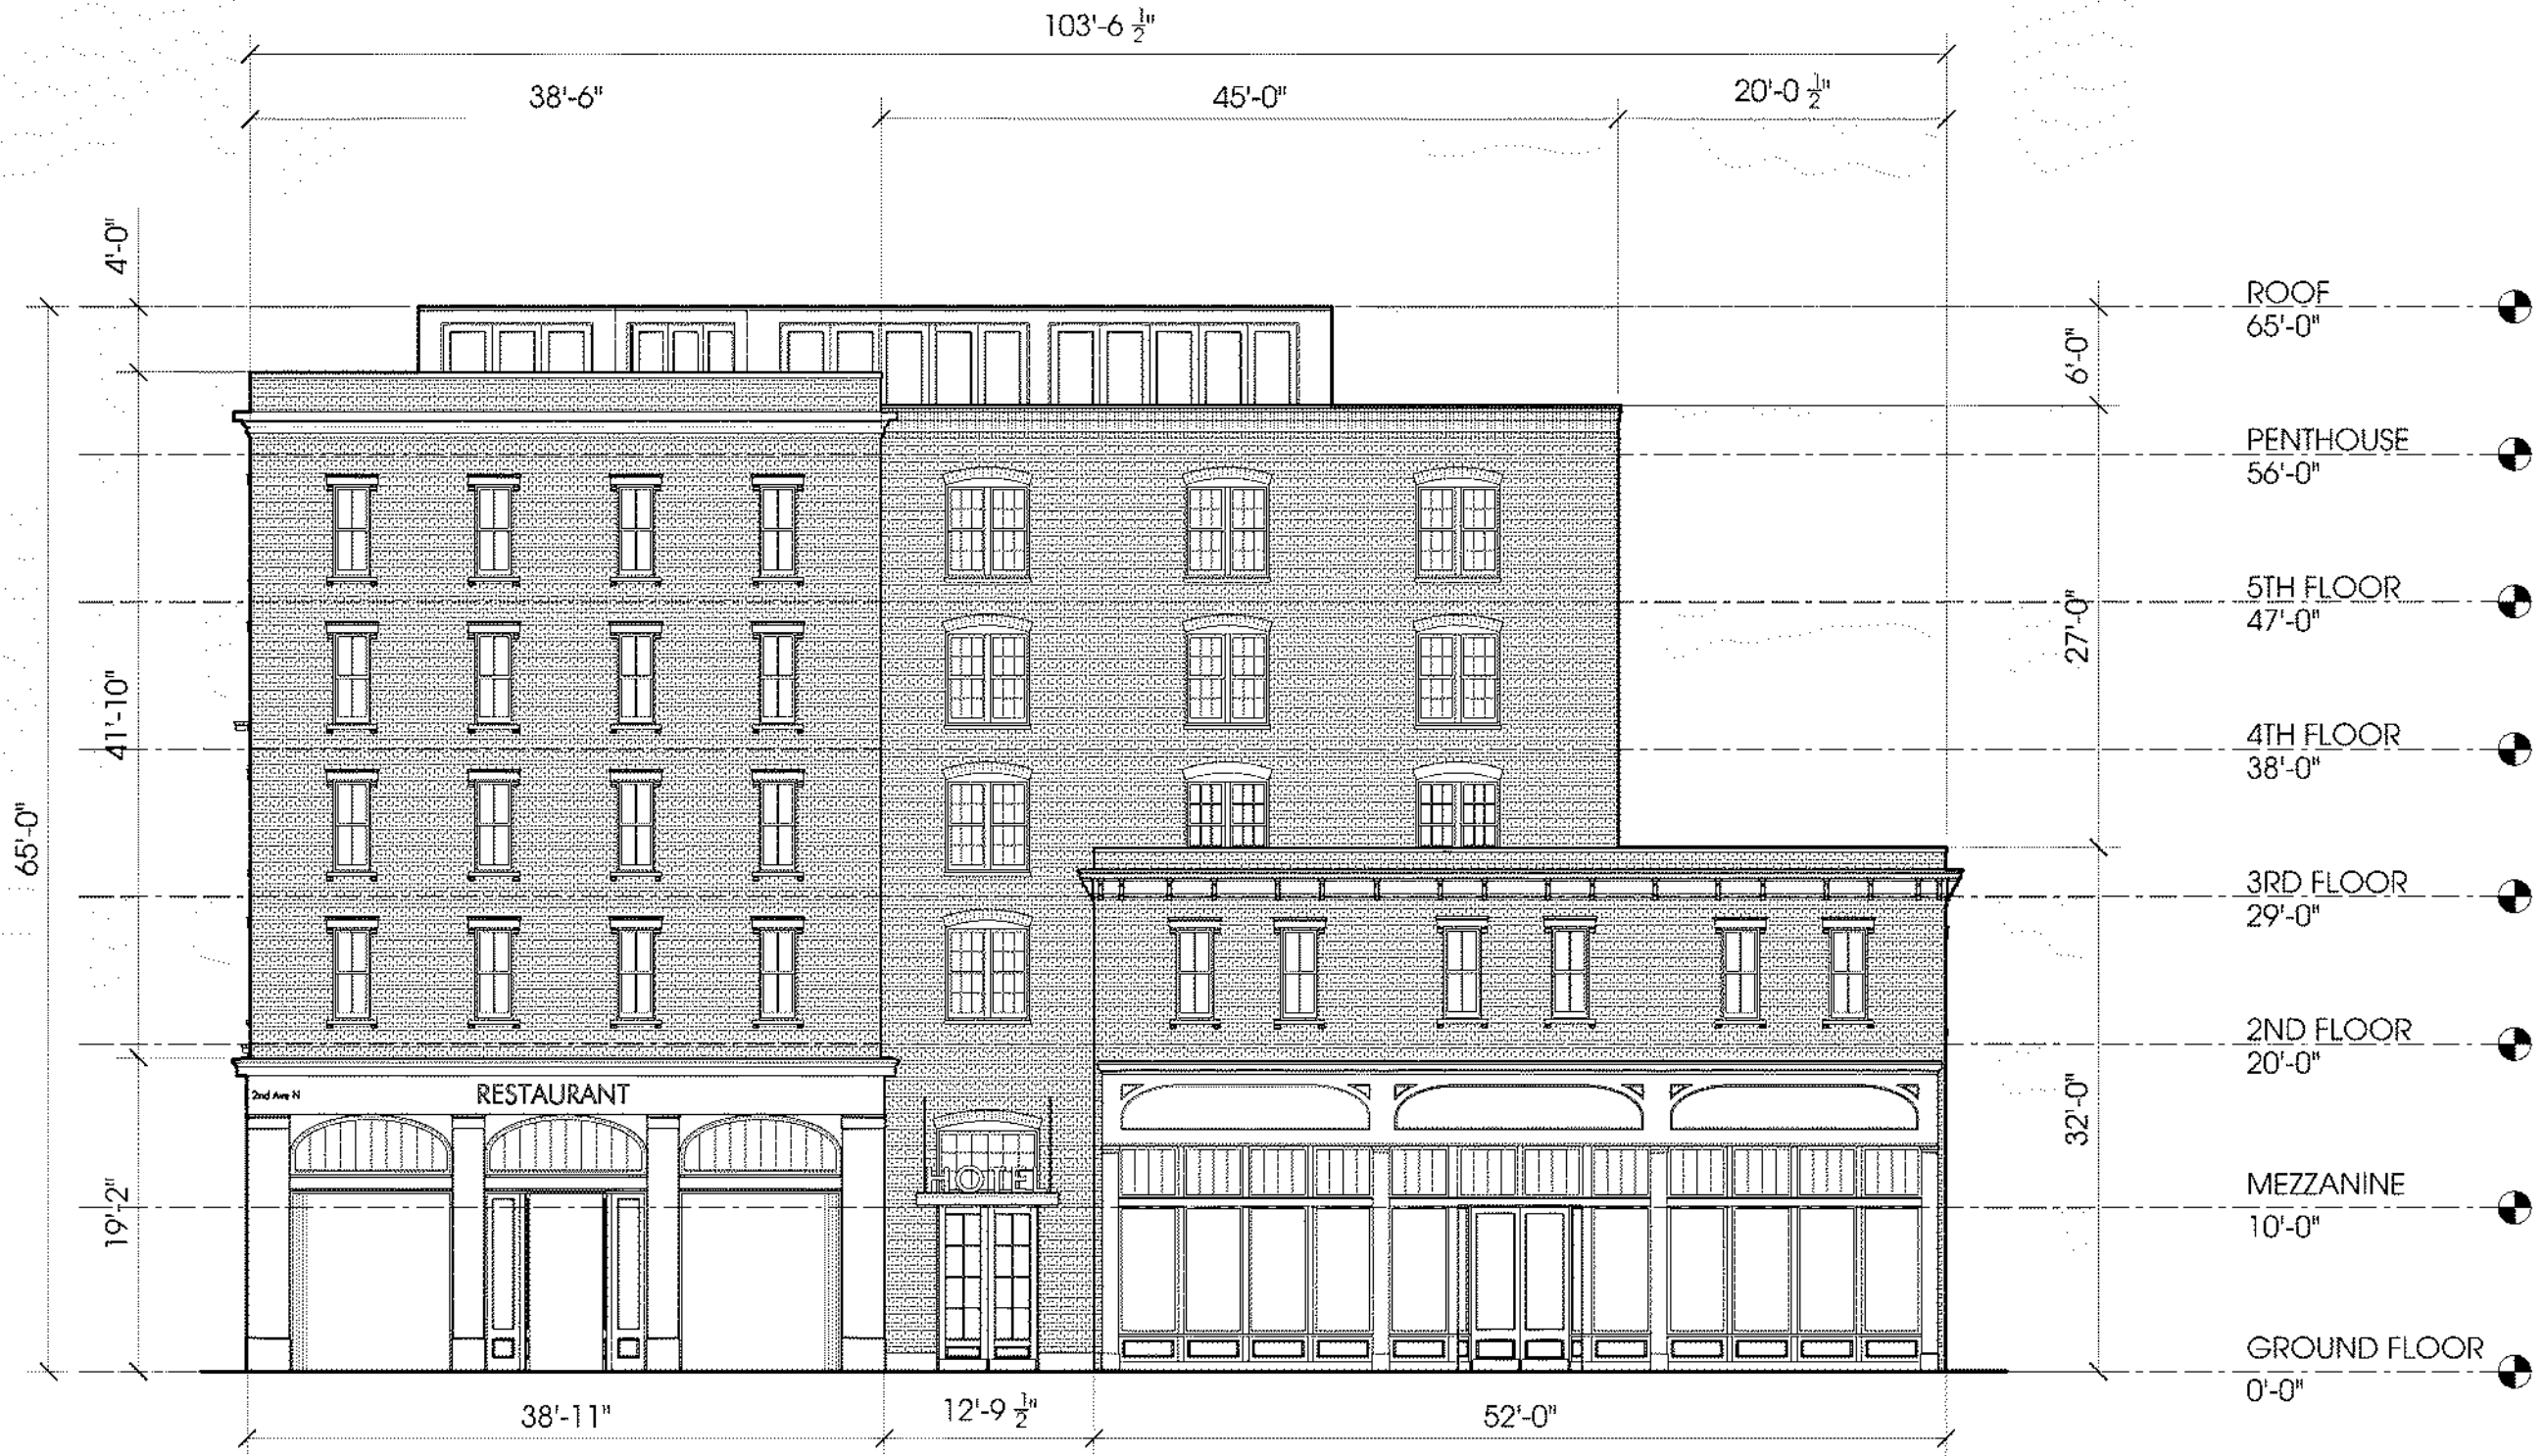 103'-6 1/2"
38'-6"
45'-0"
20'-0 1/2"
4'-0"
ROOF
65'-0"
6'-0"
PENTHOUSE
56'-0"
5TH FLOOR
47'-0"
27'-0"
41'-10"
4TH FLOOR
38'-0"
65'-0"
3RD FLOOR
29'-0"
2ND FLOOR
20'-0"
2nd Ave N
RESTAURANT
32'-0"
HOTEL
19'-2"
MEZZANINE
10'-0"
GROUND FLOOR
0'-0"
38'-11"
12'-9 1/2"
52'-0"